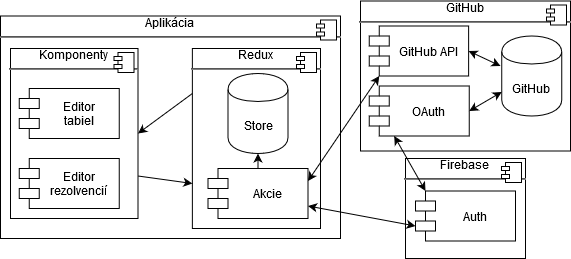 Aplikácia
Komponenty
Editor
tabiel
Editor
rezolvencií
Redux
Store
Akcie
GitHub
GitHub API
OAuth
GitHub
Firebase
Auth